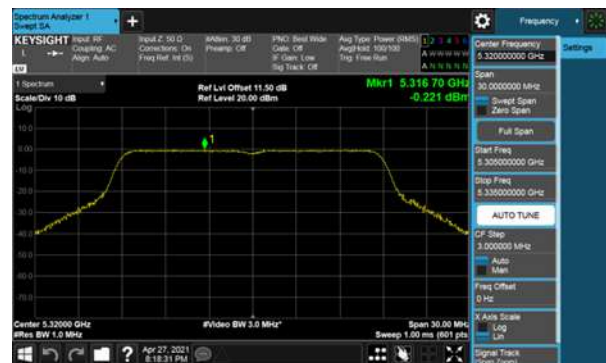 Spectrum Analyzer 1
Swept SA
+
Frequency
KEYSIGHT
L
Input: RF
Coupling: AC
Align: Auto
Input Z: 50 Ω
Corrections: On
Freq Ref: Int (S)
#Atten: 30 dB
Preamp: Off
PNO: Best Wide
Gate: Off
IF Gain: Low
Sig Track: Off
Avg Type: Power (RMS)
Avg|Hold: 100/100
Trig: Free Run
1 2 3 4 5 6
A W W W W W
A N N N N N
LM
1 Spectrum
Scale/Div 10 dB
Log
Ref Lvl Offset 11.50 dB
Ref Level 20.00 dBm
Mkr1 5.316 70 GHz
-0.221 dBm
1
10.0
0.00
-10.0
-20.0
-30.0
-40.0
-50.0
-60.0
-70.0
Center 5.32000 GHz
#Res BW 1.0 MHz
#Video BW 3.0 MHz*
Span 30.00 MHz
Sweep 1.00 ms (601 pts)
Center Frequency
5.320000000 GHz
Settings
Span
30.0000000 MHz
Swept Span
Zero Span
Full Span
Start Freq
5.305000000 GHz
Stop Freq
5.335000000 GHz
AUTO TUNE
CF Step
3.000000 MHz
Auto
Man
Freq Offset
0 Hz
X Axis Scale
Log
Lin
Signal Track
?
Apr 27, 2021
8:18:31 PM